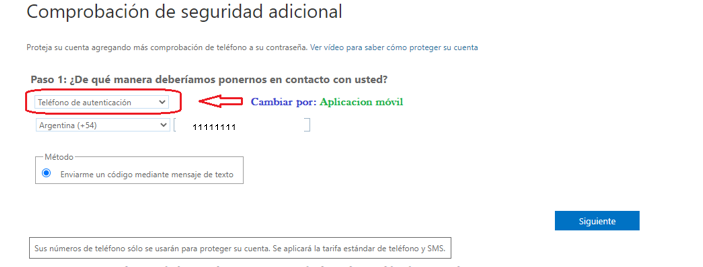 Comprobación de seguridad adicional
Proteja su cuenta agregando más comprobación de teléfono a su contraseña. Ver vídeo para saber cómo proteger su cuenta
Paso 1: ¿De qué manera deberíamos ponernos en contacto con usted?
Teléfono de autenticación Cambiar por: Aplicacion móvil
Argentina (+54) 11111111
Método
Enviarme un código mediante mensaje de texto
Siguiente
Sus números de teléfono sólo se usarán para proteger su cuenta. Se aplicará la tarifa estándar de teléfono y SMS.